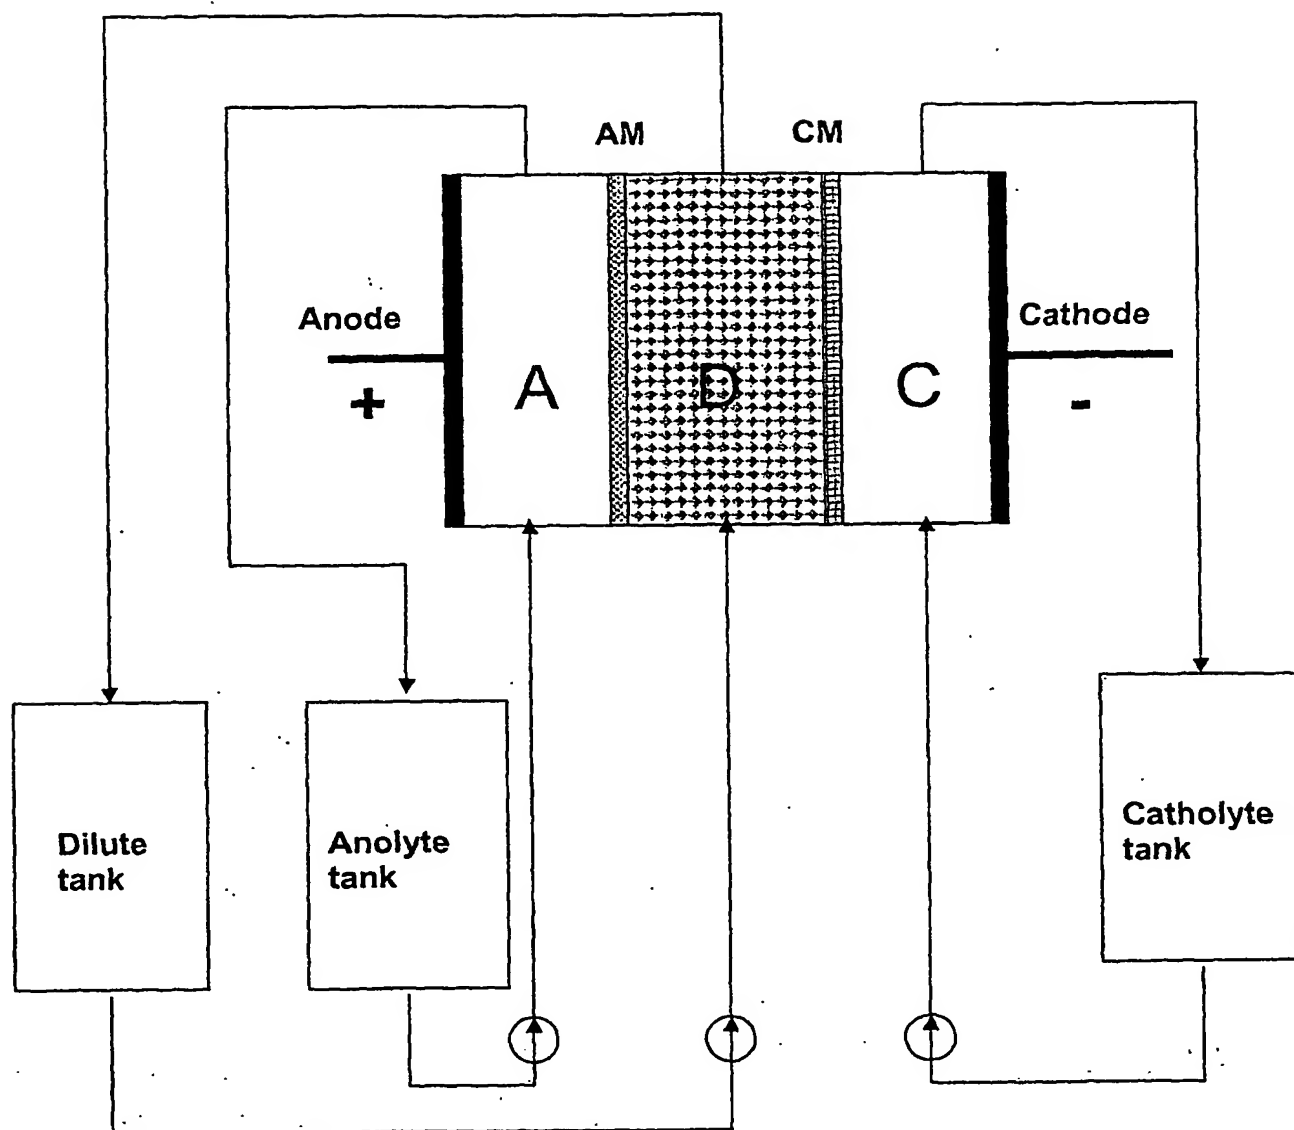 AM
CM
Anode
Cathode
+
A
D
C
-
Dilute
tank
Anolyte
tank
Catholyte
tank